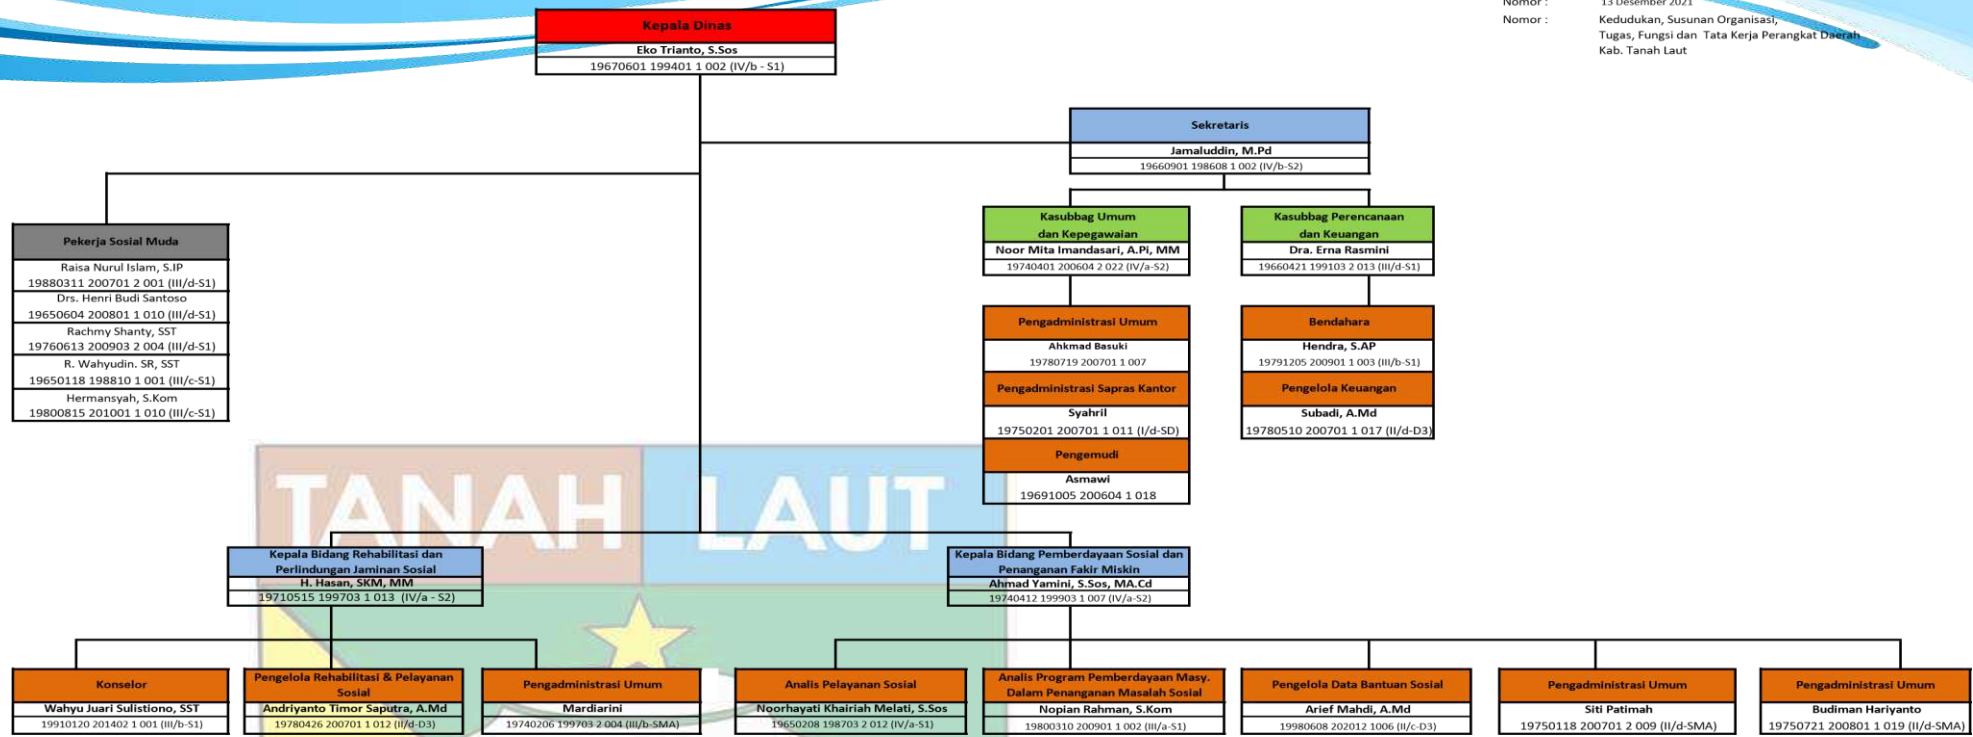 Nomor :
13 Desember 2021
Nomor :
Kedudukan, Susunan Organisasi,
Tugas, Fungsi dan Tata Kerja Perangkat Daerah
Kab. Tanah Laut
Kepala Dinas
Eko Trianto, S.Sos
19670601 199401 1 002 (IV/b - S1)
Sekretaris
Jamaluddin, M.Pd
19660901 198608 1 002 (IV/b-S2)
Pekerja Sosial Muda
Raisa Nurul Islam, S.IP
19880311 200701 2 001 (III/d-S1)
Drs. Henri Budi Santoso
19650604 200801 1 010 (III/d-S1)
Rachmy Shanty, SST
19760613 200903 2 004 (III/d-S1)
R. Wahyudin. SR, SST
19650118 198810 1 001 (III/c-S1)
Hermansyah, S.Kom
19800815 201001 1 010 (III/c-S1)
Kasubbag Umum
dan Kepegawaian
Noor Mita Imandasari, A.Pi, MM
19740401 200604 2 022 (IV/a-S2)
Kasubbag Perencanaan
dan Keuangan
Dra. Erna Rasmini
19660421 199103 2 013 (III/d-S1)
Pengadministrasi Umum
Ahkmad Basuki
19780719 200701 1 007
Pengadministrasi Sapras Kantor
Syahril
19750201 200701 1 011 (I/d-SD)
Pengemudi
Asmawi
19691005 200604 1 018
Bendahara
Hendra, S.AP
19791205 200901 1 003 (III/b-S1)
Pengelola Keuangan
Subadi, A.Md
19780510 200701 1 017 (II/d-D3)
TANAH LAUT
Kepala Bidang Rehabilitasi dan
Perlindungan Jaminan Sosial
H. Hasan, SKM, MM
19710515 199703 1 013 (IV/a - S2)
Kepala Bidang Pemberdayaan Sosial dan
Penanganan Fakir Miskin
Ahmad Yamini, S.Sos, MA.Cd
19740412 199903 1 007 (IV/a-S2)
Konselor
Wahyu Juari Sulistiono, SST
19910120 201402 1 001 (III/b-S1)
Pengelola Rehabilitasi & Pelayanan
Sosial
Andriyanto Timor Saputra, A.Md
19780426 200701 1 012 (II/d-D3)
Pengadministrasi Umum
Mardiarini
19740206 199703 2 004 (III/b-SMA)
Analis Pelayanan Sosial
Noorhayati Khairiah Melati, S.Sos
19650208 198703 2 012 (IV/a-S1)
Analis Program Pemberdayaan Masy.
Dalam Penanganan Masalah Sosial
Nopian Rahman, S.Kom
19800310 200901 1 002 (III/a-S1)
Pengelola Data Bantuan Sosial
Arief Mahdi, A.Md
19980608 202012 1006 (II/c-D3)
Pengadministrasi Umum
Siti Patimah
19750118 200701 2 009 (II/d-SMA)
Pengadministrasi Umum
Budiman Hariyanto
19750721 200801 1 019 (II/d-SMA)